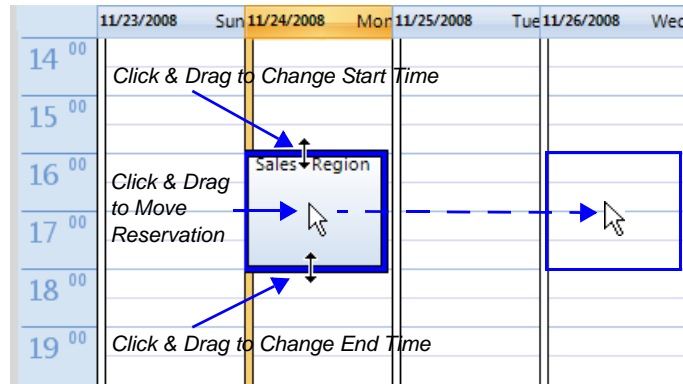 11/23/2008 Sun 11/24/2008 Mon 11/25/2008 Tue 11/26/2008 Wed
14 00
Click & Drag to Change Start Time
15 00
16 00
Sales Region
Click & Drag
to Move
Reservation
17 00
18 00
Click & Drag to Change End Time
19 00